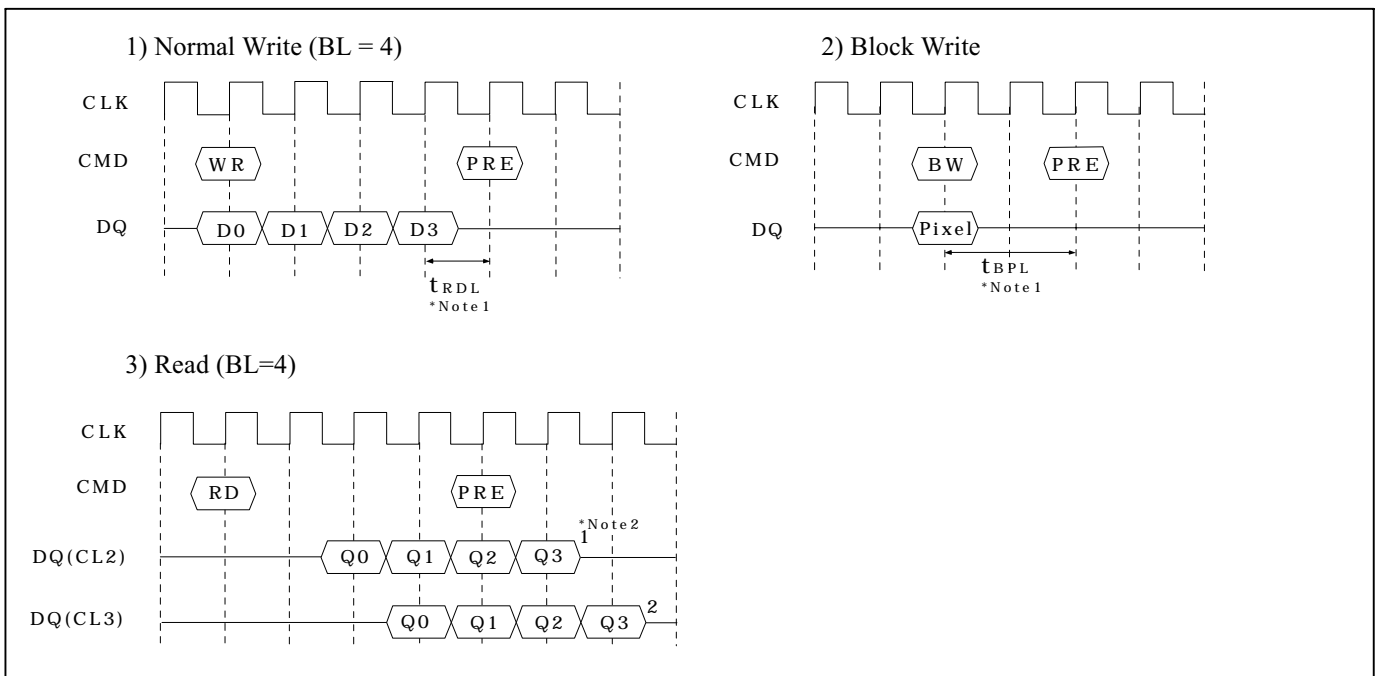 1) Normal Write (BL = 4)
CLK
CMD WR PRE
DQ D0 D1 D2 D3
tRDL
*Note1
2) Block Write
CLK
CMD BW PRE
DQ Pixel
tBPL
*Note1
3) Read (BL=4)
CLK
CMD RD PRE
*Note2
DQ(CL2) Q0 Q1 Q2 Q3 1
DQ(CL3) Q0 Q1 Q2 Q3 2